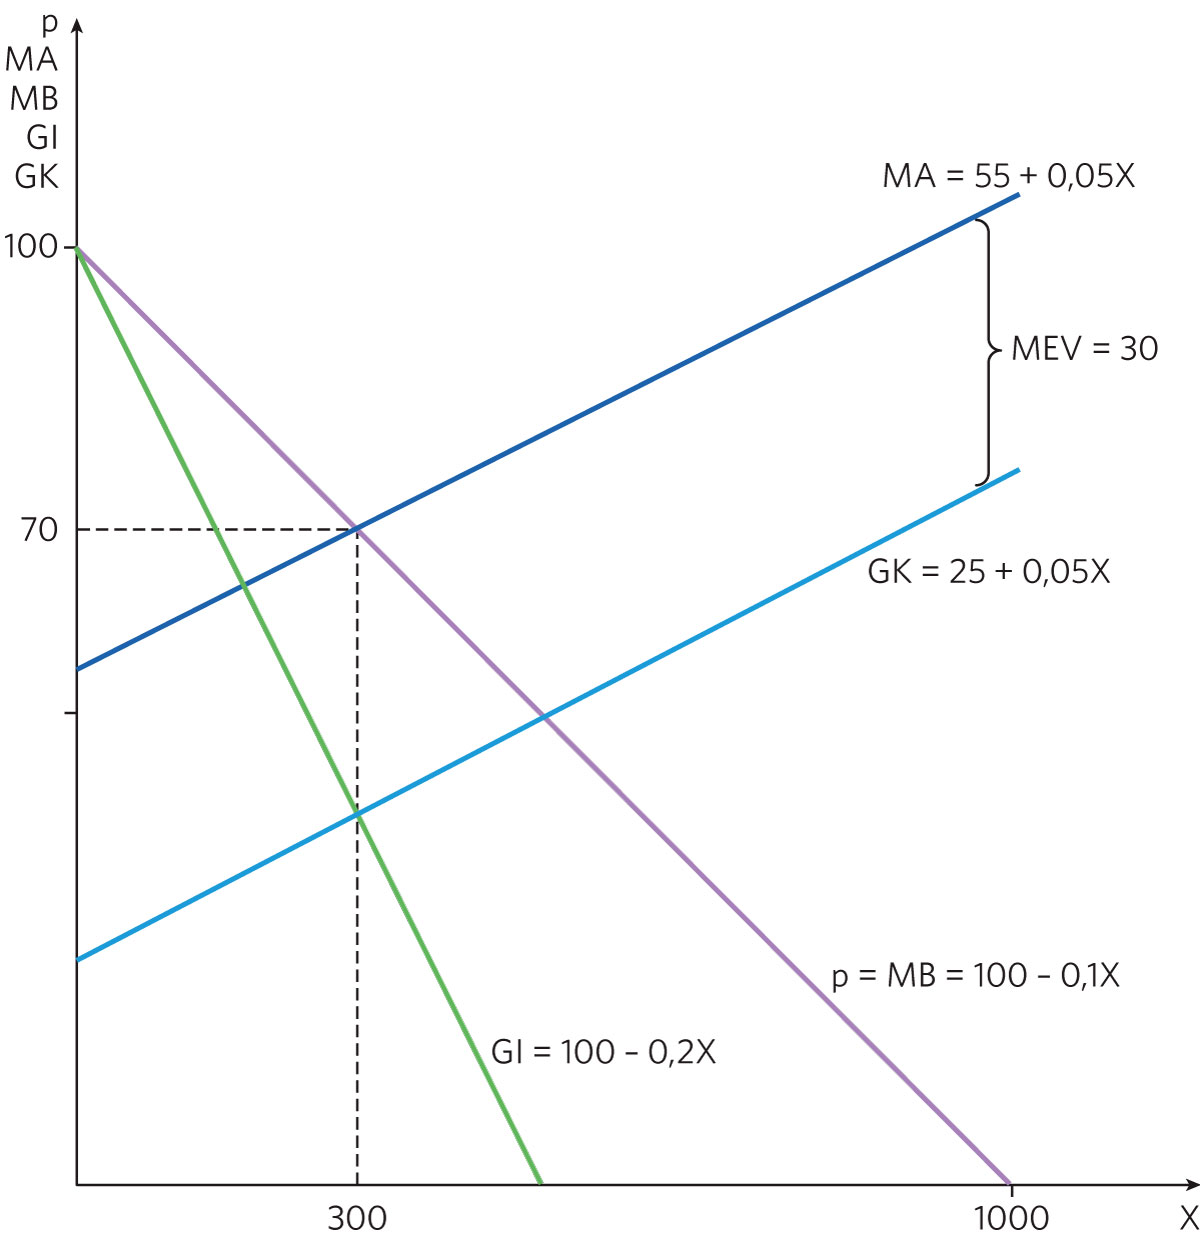 p
MA
MB
GI
GK
MA = 55 + 0,05X
100
MEV = 30
70
GK = 25 + 0,05X
p = MB = 100 – 0,1X
GI = 100 – 0,2X
300
1000
X